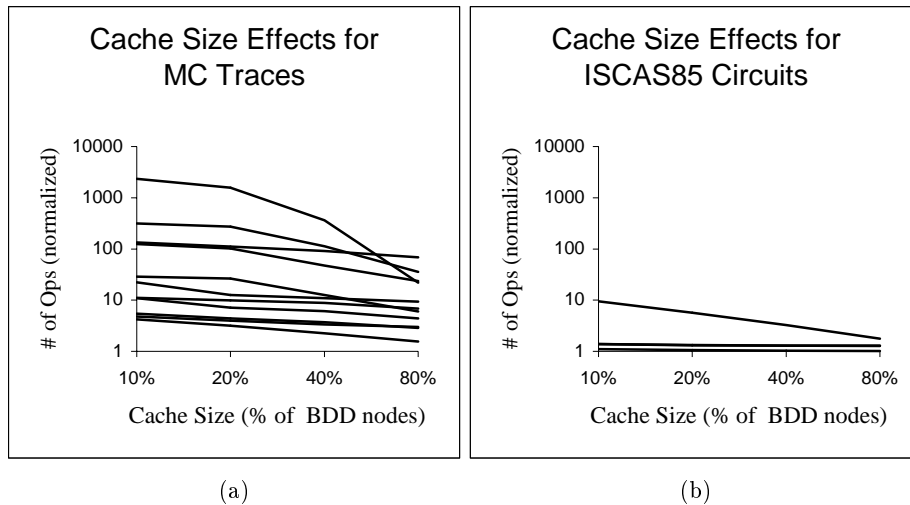 Cache Size Effects for
MC Traces
# of Ops (normalized)
10000
1000
100
10
1
10% 20% 40% 80%
Cache Size (% of BDD nodes)
(a)
Cache Size Effects for
ISCAS85 Circuits
# of Ops (normalized)
10000
1000
100
10
1
10% 20% 40% 80%
Cache Size (% of BDD nodes)
(b)